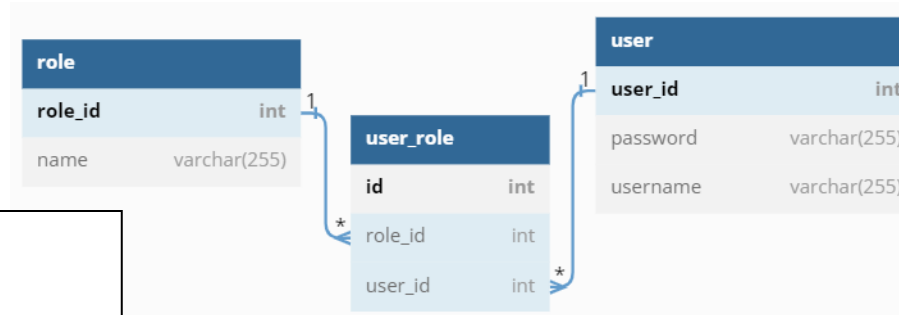 role
role_id int
name varchar(255)
1
*
user_role
id int
role_id int
user_id int
*
1
user
user_id int
password varchar(255)
username varchar(255)